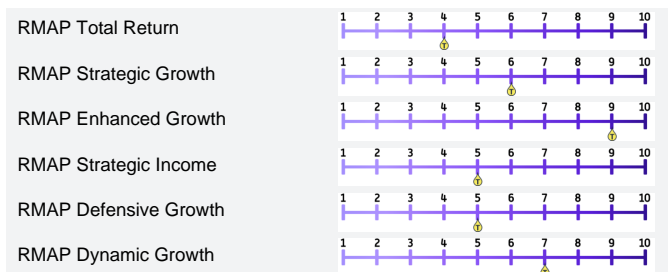 1 2 3 4 5 6 7 8 9 10
RMAP Total Return
T
1 2 3 4 5 6 7 8 9 10
RMAP Strategic Growth
T
1 2 3 4 5 6 7 8 9 10
RMAP Enhanced Growth
T
1 2 3 4 5 6 7 8 9 10
RMAP Strategic Income
T
1 2 3 4 5 6 7 8 9 10
RMAP Defensive Growth
T
1 2 3 4 5 6 7 8 9 10
RMAP Dynamic Growth
T